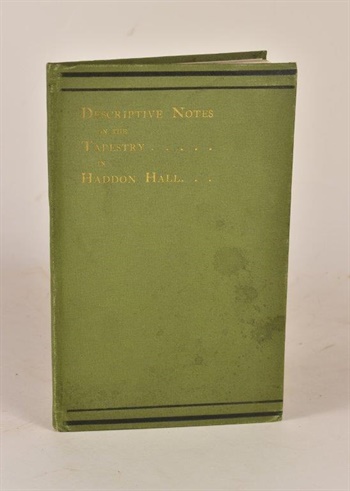 Descriptive Notes
on the
Tapestry . . . . .
in
Haddon Hall. . .